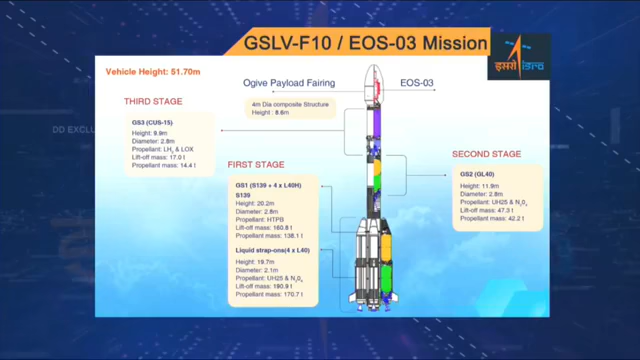 GSLV-F10 / EOS-03 Mission
इसरो isro
Vehicle Height: 51.70m
Ogive Payload Fairing
EOS-03
4m Dia composite Structure
Height : 8.6m
THIRD STAGE
GS3 (CUS-15)
Height: 9.9m
Diameter: 2.8m
Propellant: LH₂ & LOX
Lift-off mass: 17.0 t
Propellant mass: 14.4 t
FIRST STAGE
GS1 (S139 + 4 x L40H)
S139
Height: 20.2m
Diameter: 2.8m
Propellant: HTPB
Lift-off mass: 160.8 t
Propellant mass: 138.1 t
Liquid strap-ons(4 x L40)
Height: 19.7m
Diameter: 2.1m
Propellant: UH25 & N₂O₄
Lift-off mass: 190.9 t
Propellant mass: 170.7 t
SECOND STAGE
GS2 (GL40)
Height: 11.9m
Diameter: 2.8m
Propellant: UH25 & N₂O₄
Lift-off mass: 47.3 t
Propellant mass: 42.2 t
DD EXCLU